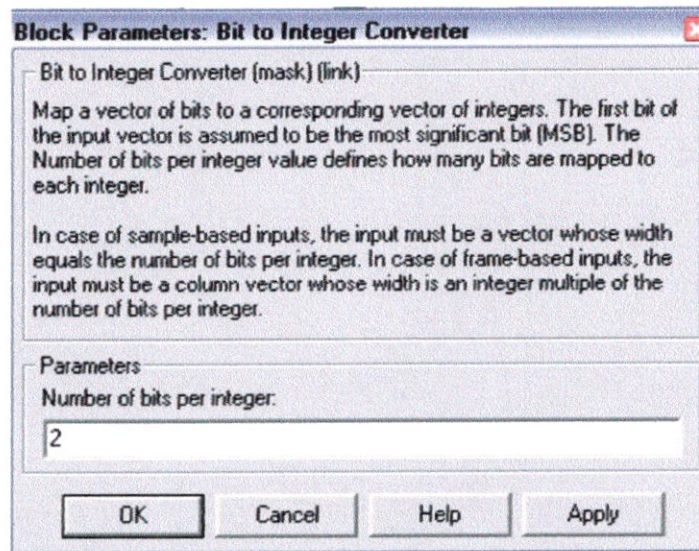 Block Parameters: Bit to Integer Converter
Bit to Integer Converter (mask) (link)
Map a vector of bits to a corresponding vector of integers. The first bit of
the input vector is assumed to be the most significant bit (MSB). The
Number of bits per integer value defines how many bits are mapped to
each integer.
In case of sample-based inputs, the input must be a vector whose width
equals the number of bits per integer. In case of frame-based inputs, the
input must be a column vector whose width is an integer multiple of the
number of bits per integer.
Parameters
Number of bits per integer:
2
OK Cancel Help Apply